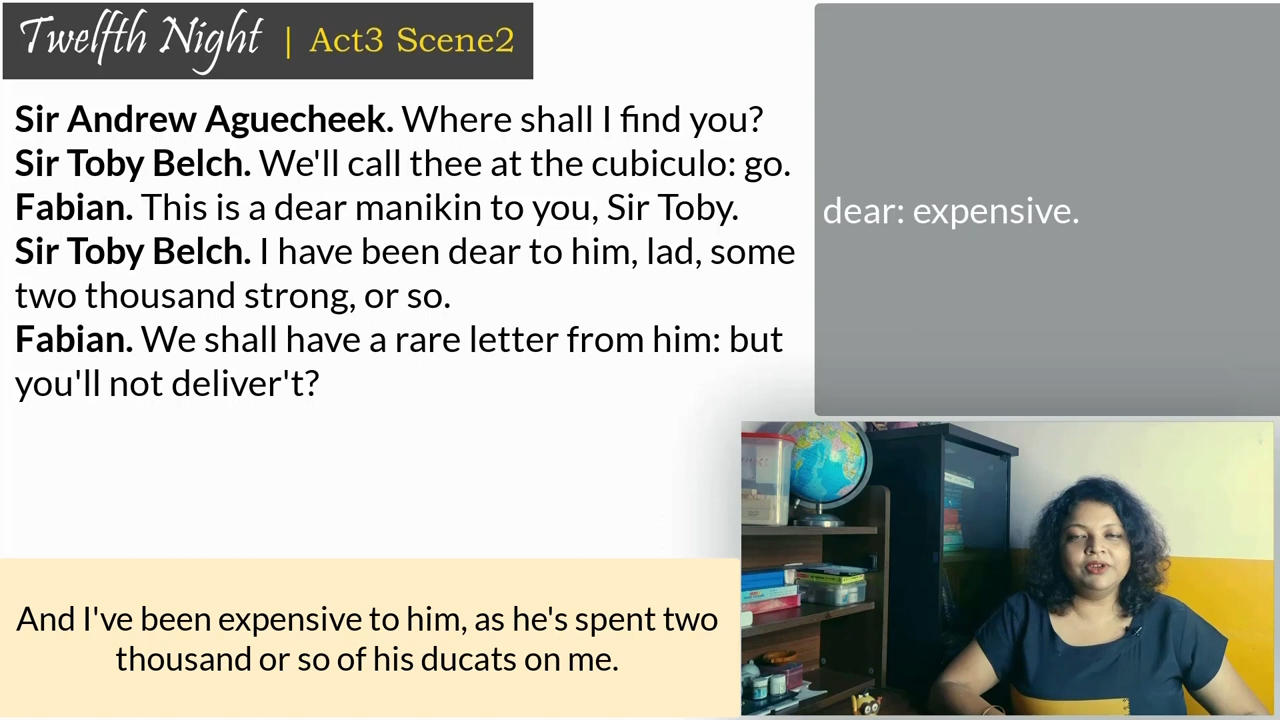 Twelfth Night | Act3 Scene2
Sir Andrew Aguecheek. Where shall I find you?
Sir Toby Belch. We'll call thee at the cubiculo: go.
Fabian. This is a dear manikin to you, Sir Toby.
Sir Toby Belch. I have been dear to him, lad, some
two thousand strong, or so.
Fabian. We shall have a rare letter from him: but
you'll not deliver't?
dear: expensive.
And I've been expensive to him, as he's spent two
thousand or so of his ducats on me.